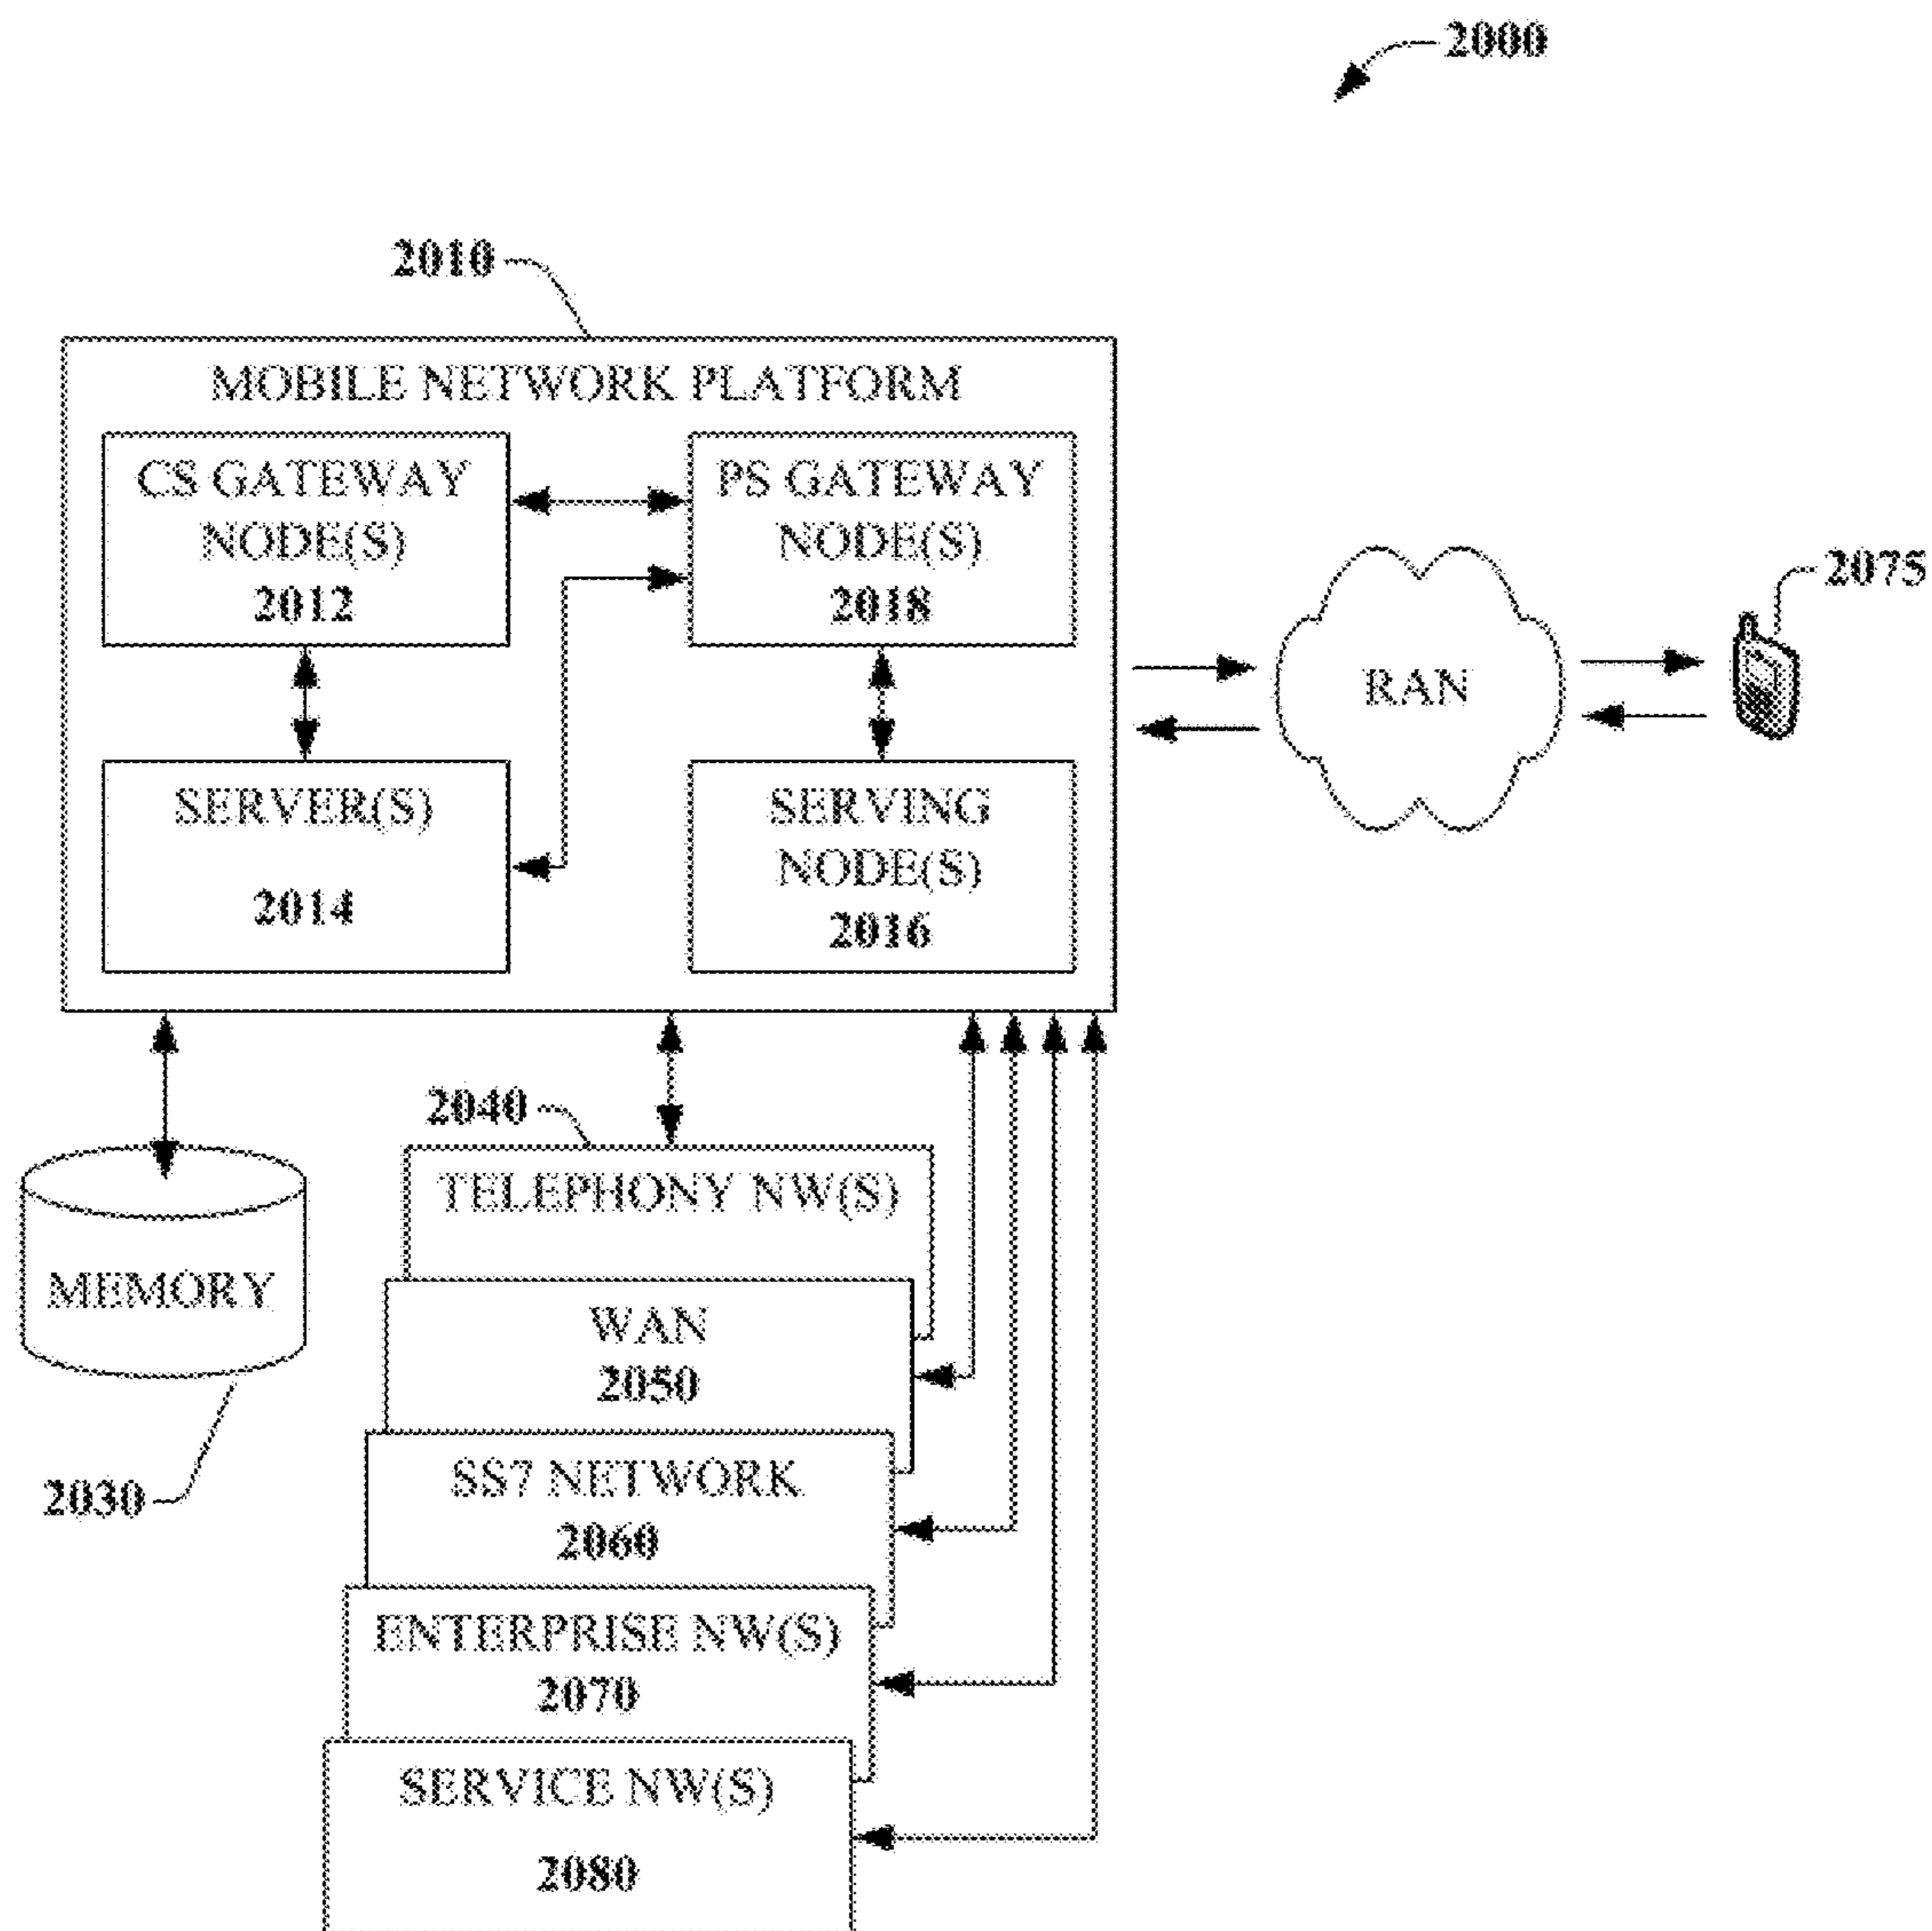 2000
2010
MOBILE NETWORK PLATFORM
CS GATEWAY
NODE(S)
2012
PS GATEWAY
NODE(S)
2018
SERVER(S)
2014
SERVING
NODE(S)
2016
RAN
2075
2040
TELEPHONY NW(S)
MEMORY
2030
WAN
2050
SS7 NETWORK
2060
ENTERPRISE NW(S)
2070
SERVICE NW(S)
2080